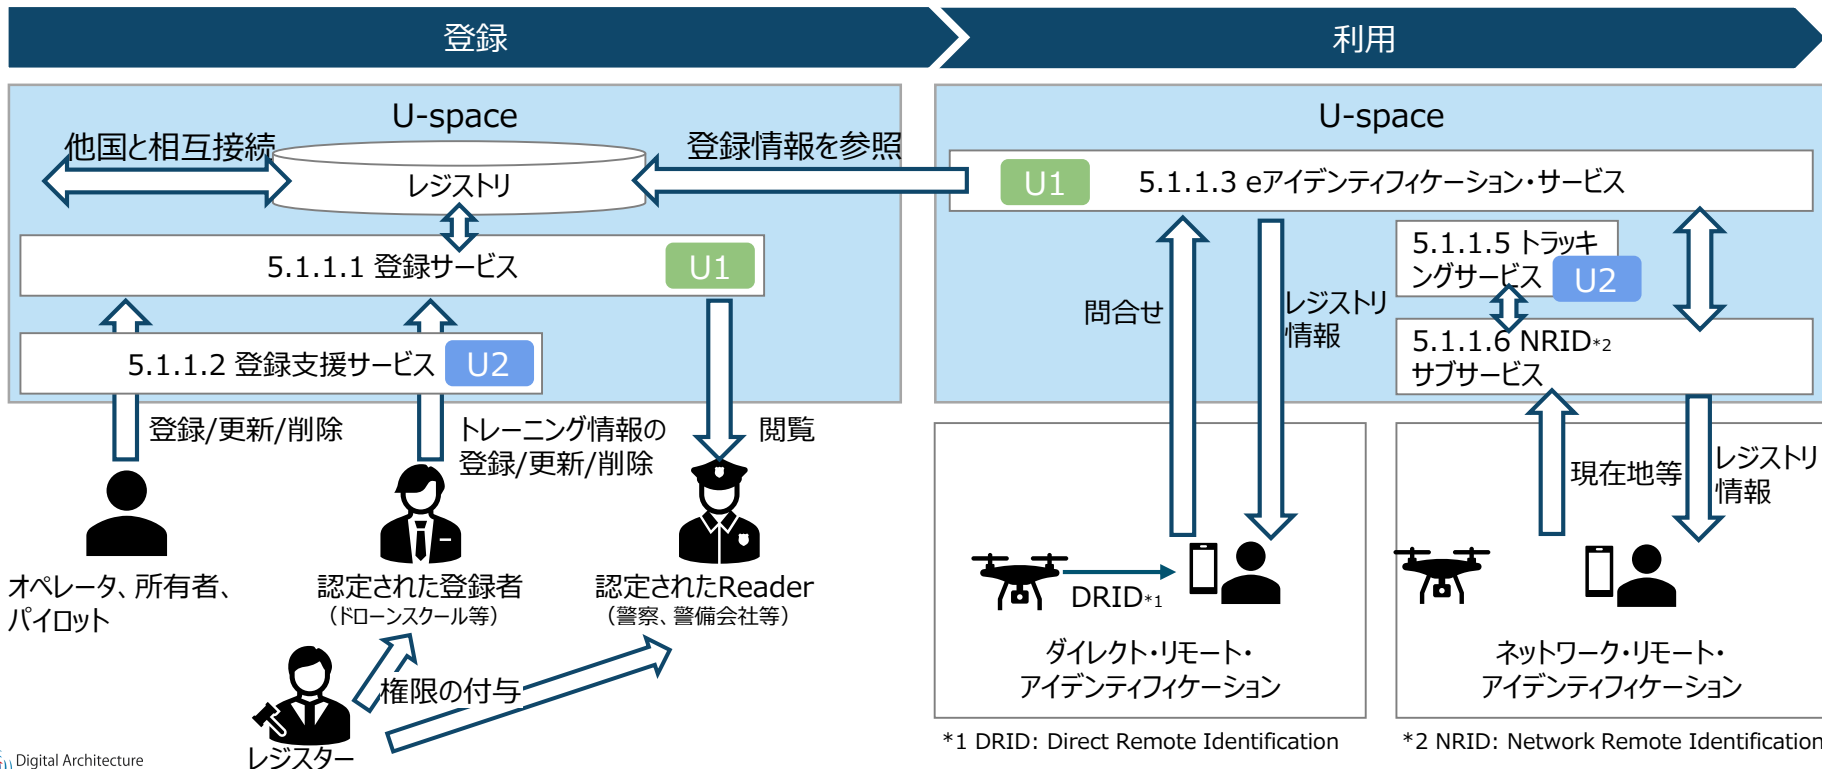 登録
利用
U-space
他国と相互接続
レジストリ
登録情報を参照
5.1.1.1 登録サービス
U1
5.1.1.2 登録支援サービス
U2
登録/更新/削除
トレーニング情報の
登録/更新/削除
閲覧
オペレータ、所有者、
パイロット
認定された登録者
（ドローンスクール等）
認定されたReader
（警察、警備会社等）
権限の付与
レジスター
Digital Architecture
U-space
U1
5.1.1.3 eアイデンティフィケーション・サービス
5.1.1.5 トラッキ
ングサービス
U2
5.1.1.6 NRID*2
サブサービス
問合せ
レジストリ
情報
現在地等
レジストリ
情報
DRID*1
ダイレクト・リモート・
アイデンティフィケーション
ネットワーク・リモート・
アイデンティフィケーション
*1 DRID: Direct Remote Identification
*2 NRID: Network Remote Identification